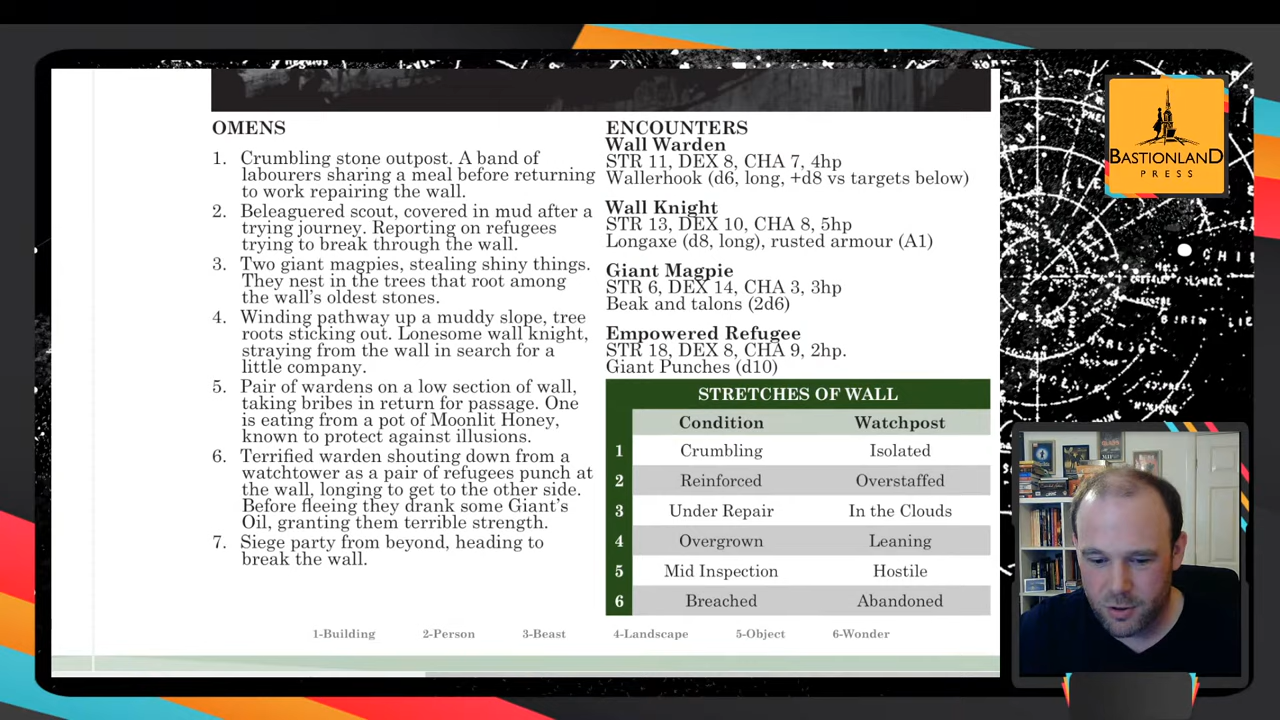 OMENS
1. Crumbling stone outpost. A band of
labourers sharing a meal before returning
to work repairing the wall.
2. Beleaguered scout, covered in mud after a
trying journey. Reporting on refugees
trying to break through the wall.
3. Two giant magpies, stealing shiny things.
They nest in the trees that root among
the wall's oldest stones.
4. Winding pathway up a muddy slope, tree
roots sticking out. Lonesome wall knight,
straying from the wall in search for a
little company.
5. Pair of wardens on a low section of wall,
taking bribes in return for passage. One
is eating from a pot of Moonlit Honey,
known to protect against illusions.
6. Terrified warden shouting down from a
watchtower as a pair of refugees punch at
the wall, longing to get to the other side.
Before fleeing they drank some Giant's
Oil, granting them terrible strength.
7. Siege party from beyond, heading to
break the wall.
ENCOUNTERS
Wall Warden
STR 11, DEX 8, CHA 7, 4hp
Wallerhook (d6, long, +d8 vs targets below)
Wall Knight
STR 13, DEX 10, CHA 8, 5hp
Longaxe (d8, long), rusted armour (A1)
Giant Magpie
STR 6, DEX 14, CHA 3, 3hp
Beak and talons (2d6)
Empowered Refugee
STR 18, DEX 8, CHA 9, 2hp.
Giant Punches (d10)
STRETCHES OF WALL
Condition Watchpost
1 Crumbling Isolated
2 Reinforced Overstaffed
3 Under Repair In the Clouds
4 Overgrown Leaning
5 Mid Inspection Hostile
6 Breached Abandoned
1-Building 2-Person 3-Beast 4-Landscape 5-Object 6-Wonder
BASTIONLAND
PRESS